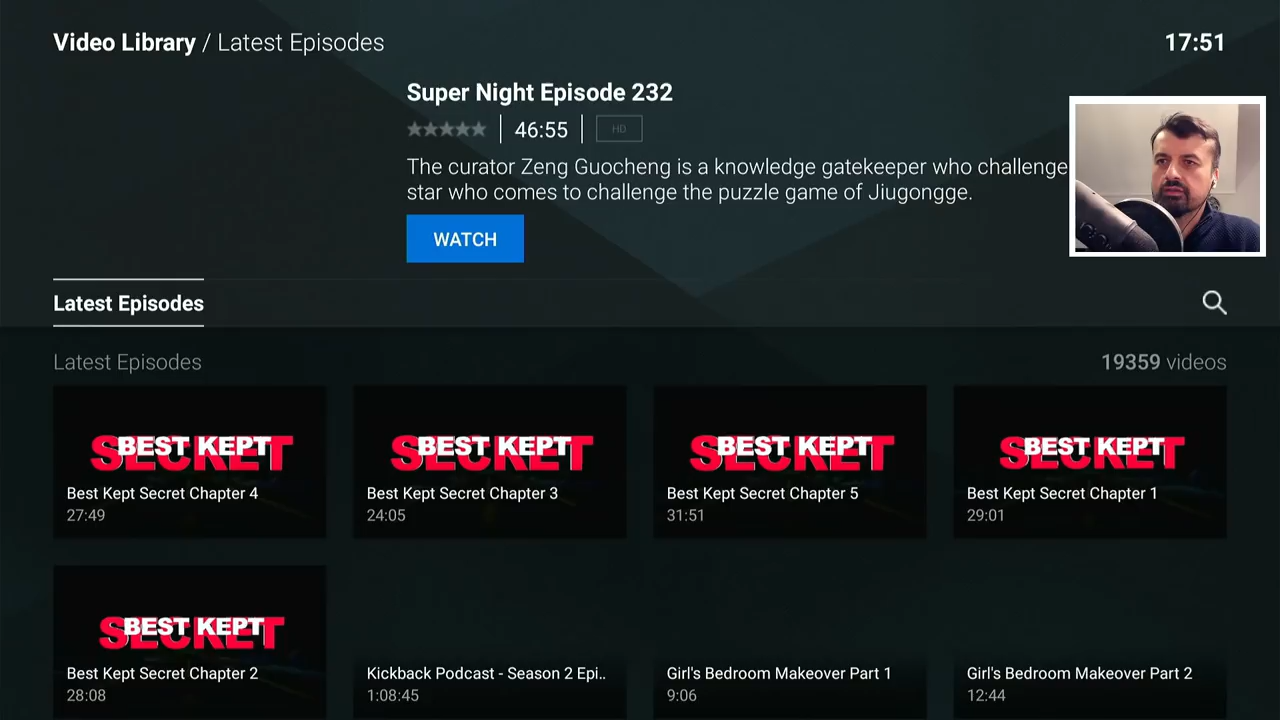 Video Library / Latest Episodes
17:51
Super Night Episode 232
46:55
HD
The curator Zeng Guocheng is a knowledge gatekeeper who challenge
star who comes to challenge the puzzle game of Jiugongge.
WATCH
Latest Episodes
Latest Episodes
19359 videos
BEST KEPT
SECRET
Best Kept Secret Chapter 4
27:49
BEST KEPT
SECRET
Best Kept Secret Chapter 3
24:05
BEST KEPT
SECRET
Best Kept Secret Chapter 5
31:51
BEST KEPT
SECRET
Best Kept Secret Chapter 1
29:01
BEST KEPT
SECRET
Best Kept Secret Chapter 2
28:08
Kickback Podcast - Season 2 Epi..
1:08:45
Girl's Bedroom Makeover Part 1
9:06
Girl's Bedroom Makeover Part 2
12:44